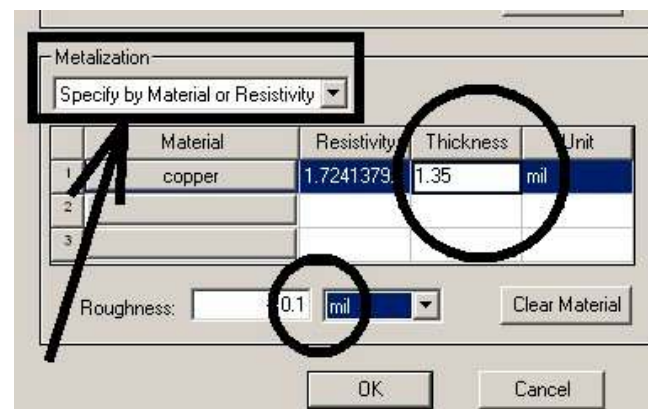 Metalization
Specify by Material or Resistivity
Material Resistivity Thickness Unit
1 copper 1.7241379 1.35 mil
2
3
Roughness: 0.1 mil Clear Material
OK Cancel